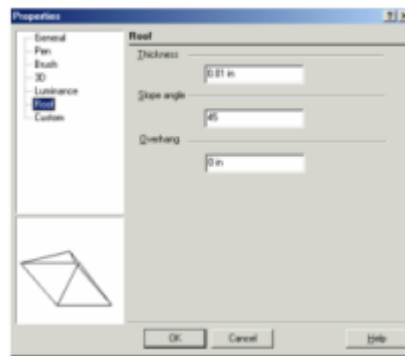 Properties
General
Pen
Brush
3D
Luminance
Roof
Custom
Roof
Thickness
0.01 in
Slope angle
45
Overhang
0 in
OK
Cancel
Help